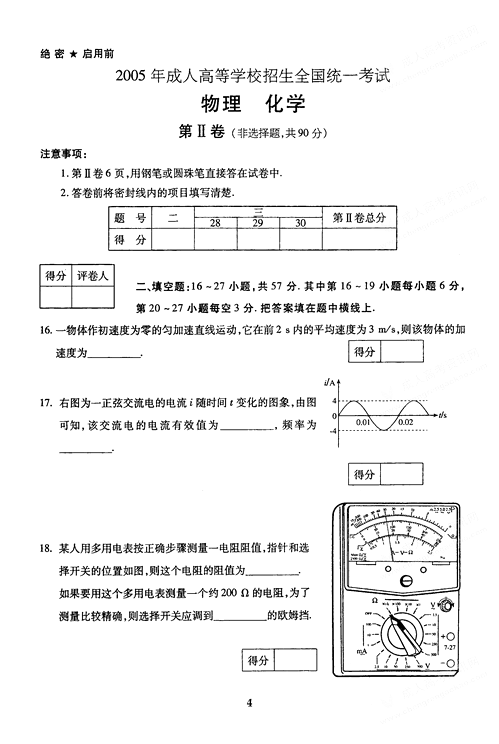 绝密★启用前
2005 年成人高等学校招生全国统一考试
物理 化学
第Ⅱ卷(非选择题,共90分)
注意事项:
1.第Ⅱ卷6页,用钢笔或圆珠笔直接答在试卷中.
2.答卷前将密封线内的项目填写清楚.
题 号 二 三 第Ⅱ卷总分
28 29 30
得 分
得分 评卷人
二、填空题:16~27小题,共57分.其中第16~19小题每小题6分,
第20~27小题每空3分.把答案填在题中横线上.
16.一物体作初速度为零的匀加速直线运动,它在前2 s内的平均速度为3 m/s,则该物体的加
速度为________.
得分
i/A
4
0 0.01 0.02 t/s
-4
17.右图为一正弦交流电的电流i随时间t变化的图象,由图
可知,该交流电的电流有效值为________,频率为
________.
得分
18.某人用多用电表按正确步骤测量一电阻阻值,指针和选
择开关的位置如图,则这个电阻的阻值为________.
如果要用这个多用电表测量一个约200 Ω的电阻,为了
测量比较精确,则选择开关应调到________的欧姆挡.
A-V-Ω
Ω
V
mA
V
+
7-27
-
得分
4